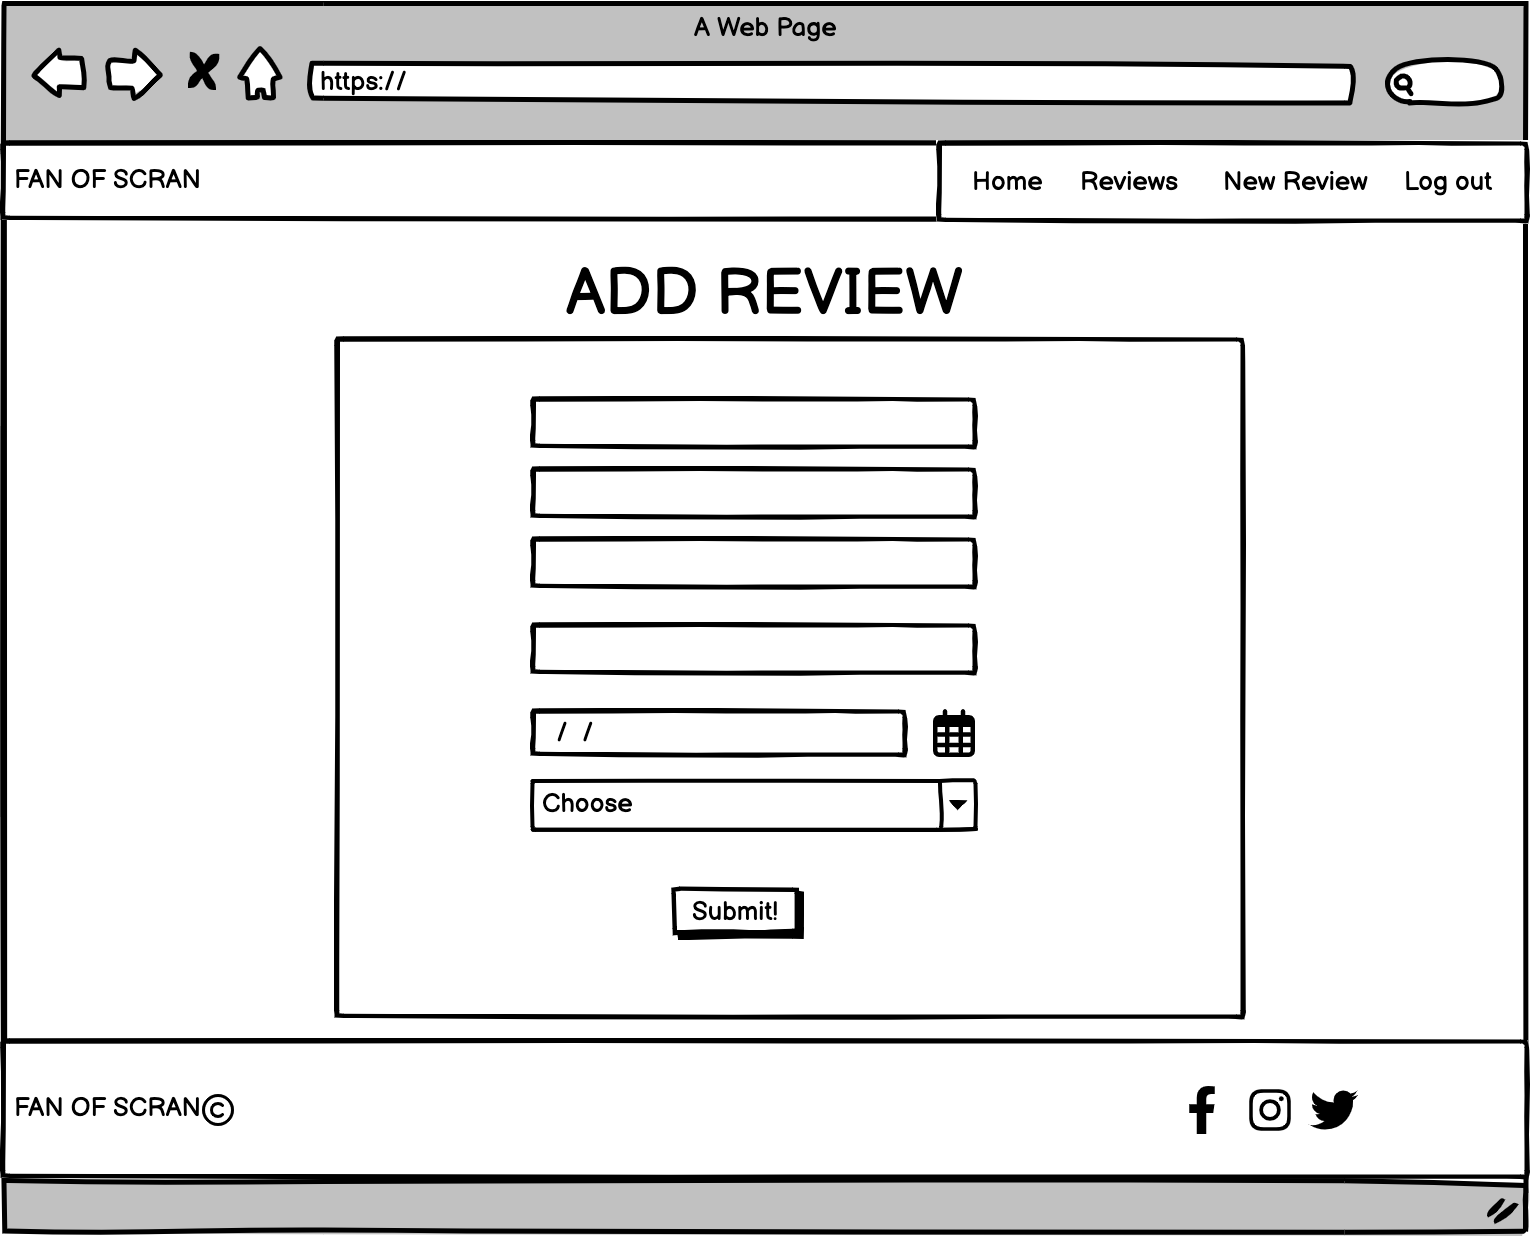 A Web Page
https://
FAN OF SCRAN
Home Reviews New Review Log out
ADD REVIEW
/ /
Choose
Submit!
FAN OF SCRAN©